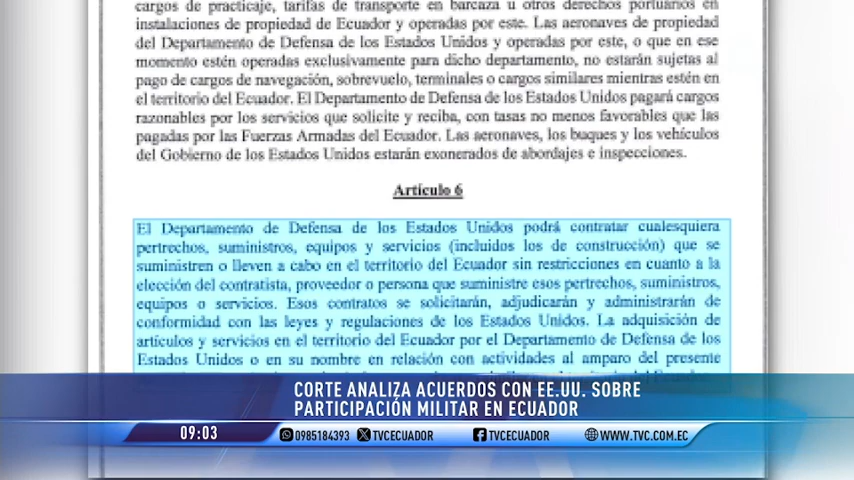 cargos de practicaje, tarifas de transporte en barcaza u otros derechos portuarios en
instalaciones de propiedad de Ecuador y operadas por este. Las aeronaves de propiedad
del Departamento de Defensa de los Estados Unidos y operadas por este, o que en ese
momento estén operadas exclusivamente para dicho departamento, no estarán sujetas al
pago de cargos de navegación, sobrevuelo, terminales o cargos similares mientras estén en
el territorio del Ecuador. El Departamento de Defensa de los Estados Unidos pagará cargos
razonables por los servicios que solicite y reciba, con tasas no menos favorables que las
pagadas por las Fuerzas Armadas del Ecuador. Las aeronaves, los buques y los vehículos
del Gobierno de los Estados Unidos estarán exonerados de abordajes e inspecciones.
Artículo 6
El Departamento de Defensa de los Estados Unidos podrá contratar cualesquiera
pertrechos, suministros, equipos y servicios (incluidos los de construcción) que se
suministren o lleven a cabo en el territorio del Ecuador sin restricciones en cuanto a la
elección del contratista, proveedor o persona que suministre esos pertrechos, suministros,
equipos o servicios. Esos contratos se solicitarán, adjudicarán y administrarán de
conformidad con las leyes y regulaciones de los Estados Unidos. La adquisición de
artículos y servicios en el territorio del Ecuador por el Departamento de Defensa de los
Estados Unidos o en su nombre en relación con actividades al amparo del presente
CORTE ANALIZA ACUERDOS CON EE.UU. SOBRE
PARTICIPACIÓN MILITAR EN ECUADOR
09:03 0985184393 TVCECUADOR TVCECUADOR WWW.TVC.COM.EC